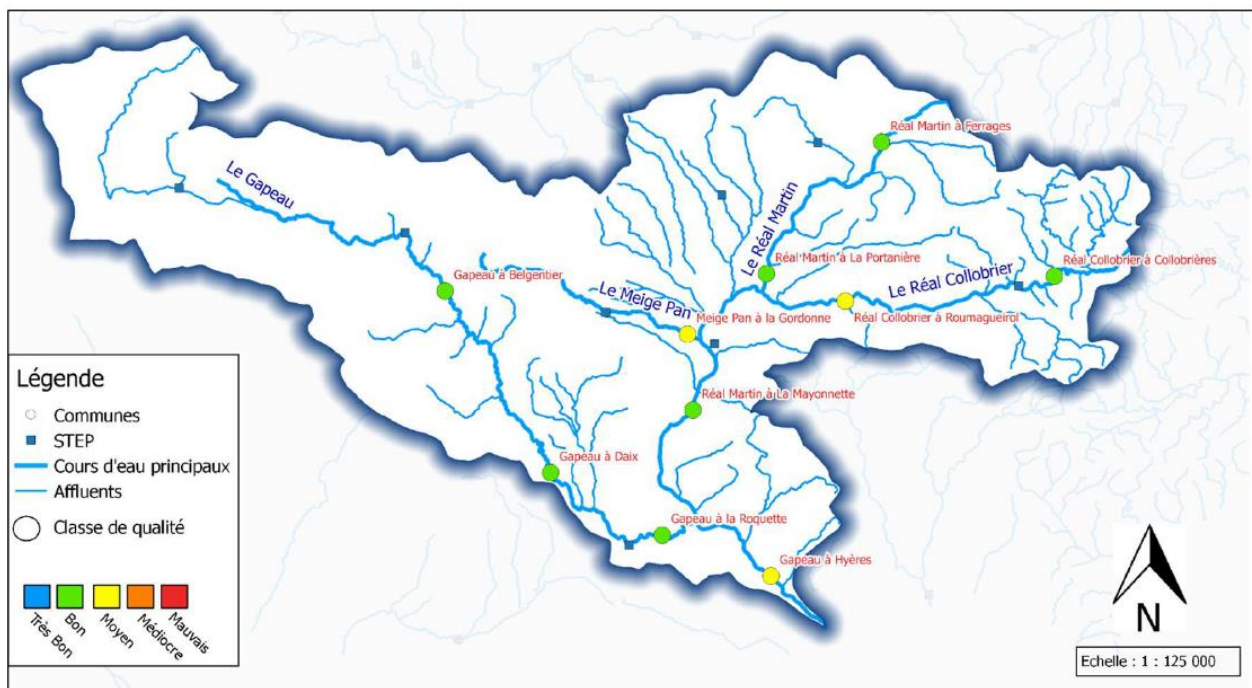 Réal Martin à Ferrages
Le Gapeau
Le Réal Martin
Réal Martin à La Portanière
Réal Collobrier à Collobrières
Gapeau à Belgentier
Le Réal Collobrier
Le Meige Pan
Meige Pan à la Gordonne
Réal Collobrier à Roumagueirol
Réal Martin à La Mayonnette
Gapeau à Daix
Gapeau à la Roquette
Gapeau à Hyères
Légende
Communes
STEP
Cours d'eau principaux
Affluents
Classe de qualité
Très Bon
Bon
Moyen
Médiocre
Mauvais
N
Echelle : 1 : 125 000